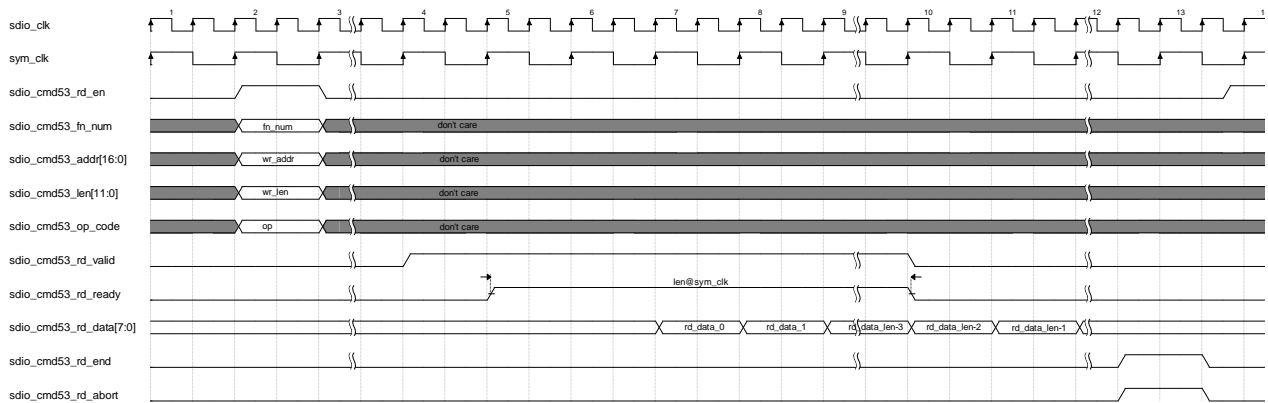 1 2 3 4 5 6 7 8 9 10 11 12 13 14
sdio_clk
sym_clk
sdio_cmd53_rd_en
sdio_cmd53_fn_num fn_num don't care
sdio_cmd53_addr[16:0] wr_addr don't care
sdio_cmd53_len[11:0] wr_len don't care
sdio_cmd53_op_code op don't care
sdio_cmd53_rd_valid
len@sym_clk
sdio_cmd53_rd_ready
sdio_cmd53_rd_data[7:0] rd_data_0 rd_data_1 rd_data_len-3 rd_data_len-2 rd_data_len-1
sdio_cmd53_rd_end
sdio_cmd53_rd_abort